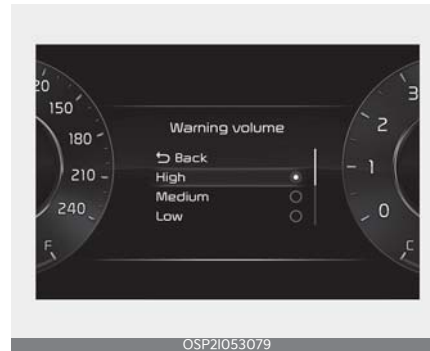 20
150
180
210
240
F
Warning volume
Back
High
Medium
Low
3
2
1
0
C
OSP2I053079